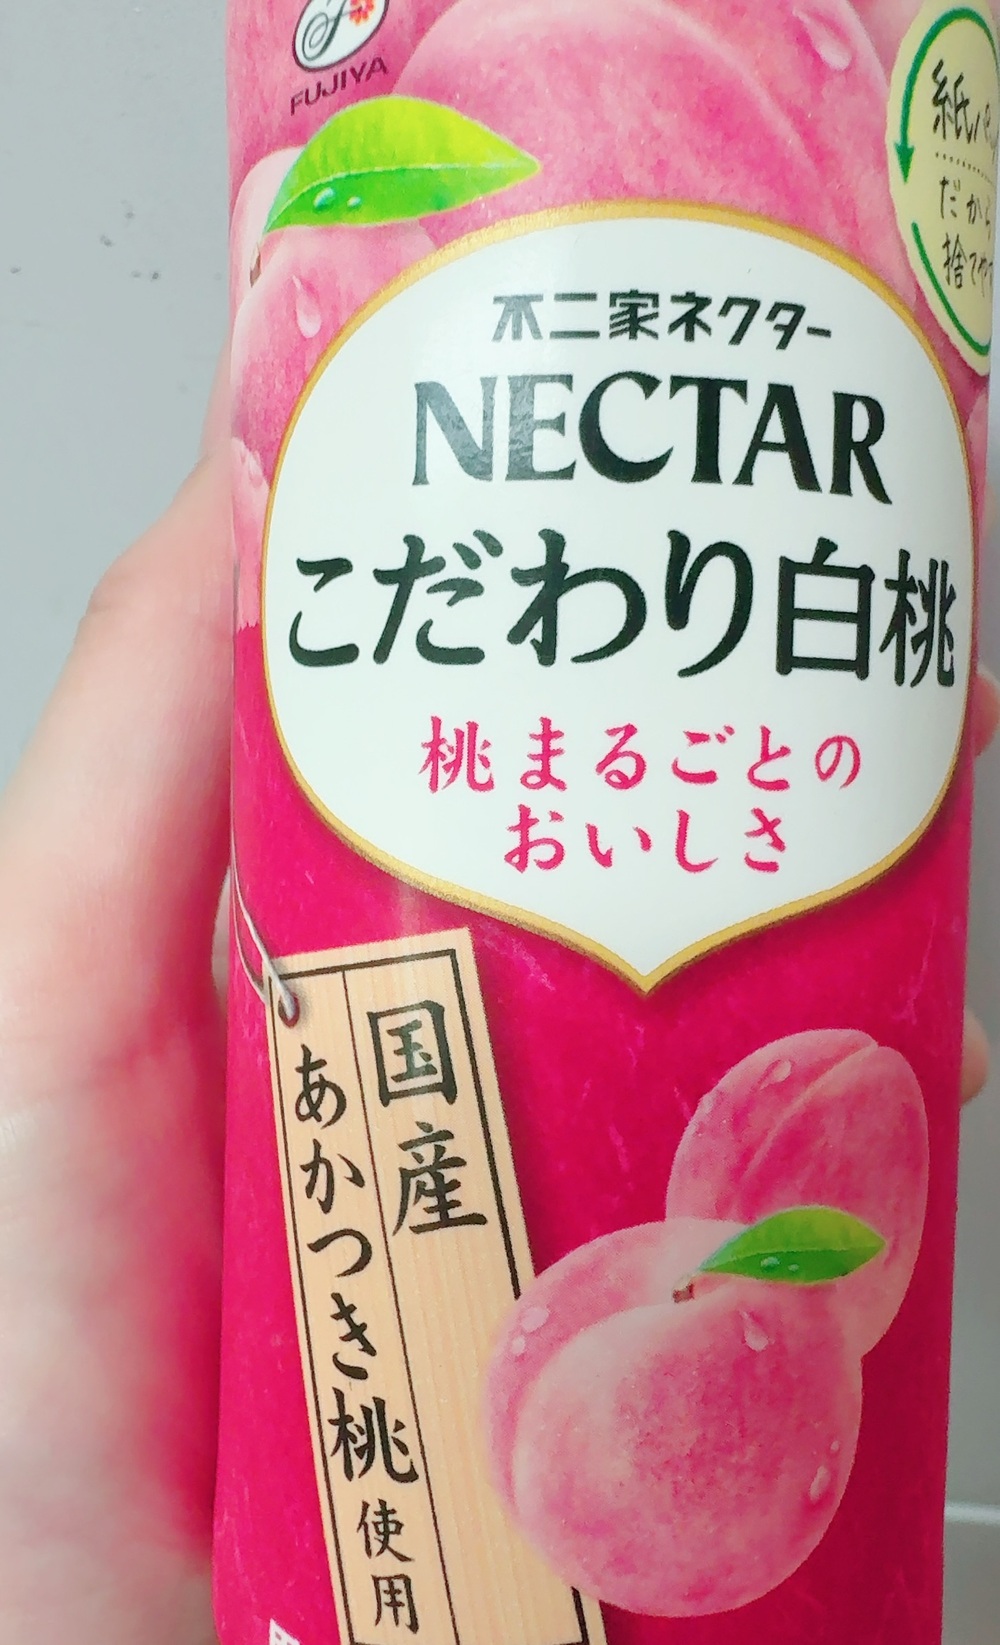 FUJIYA
紙パ
だから
捨てや
不二家ネクター
NECTAR
こだわり白桃
桃まるごとの
おいしさ
国産
あかつき桃使用